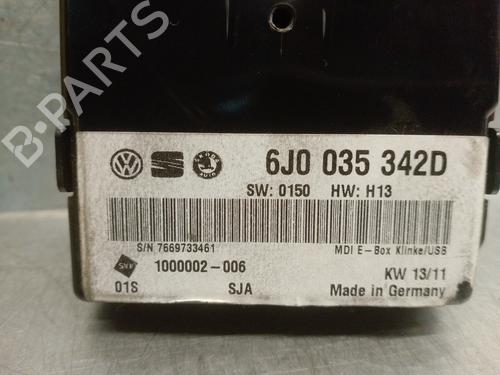 B-PARTS
6J0 035 342D
SW: 0150 HW: H13
S/N 7669733461
MDI E-Box Klinke/USB
1000002-006
KW 13/11
01S SJA Made in Germany